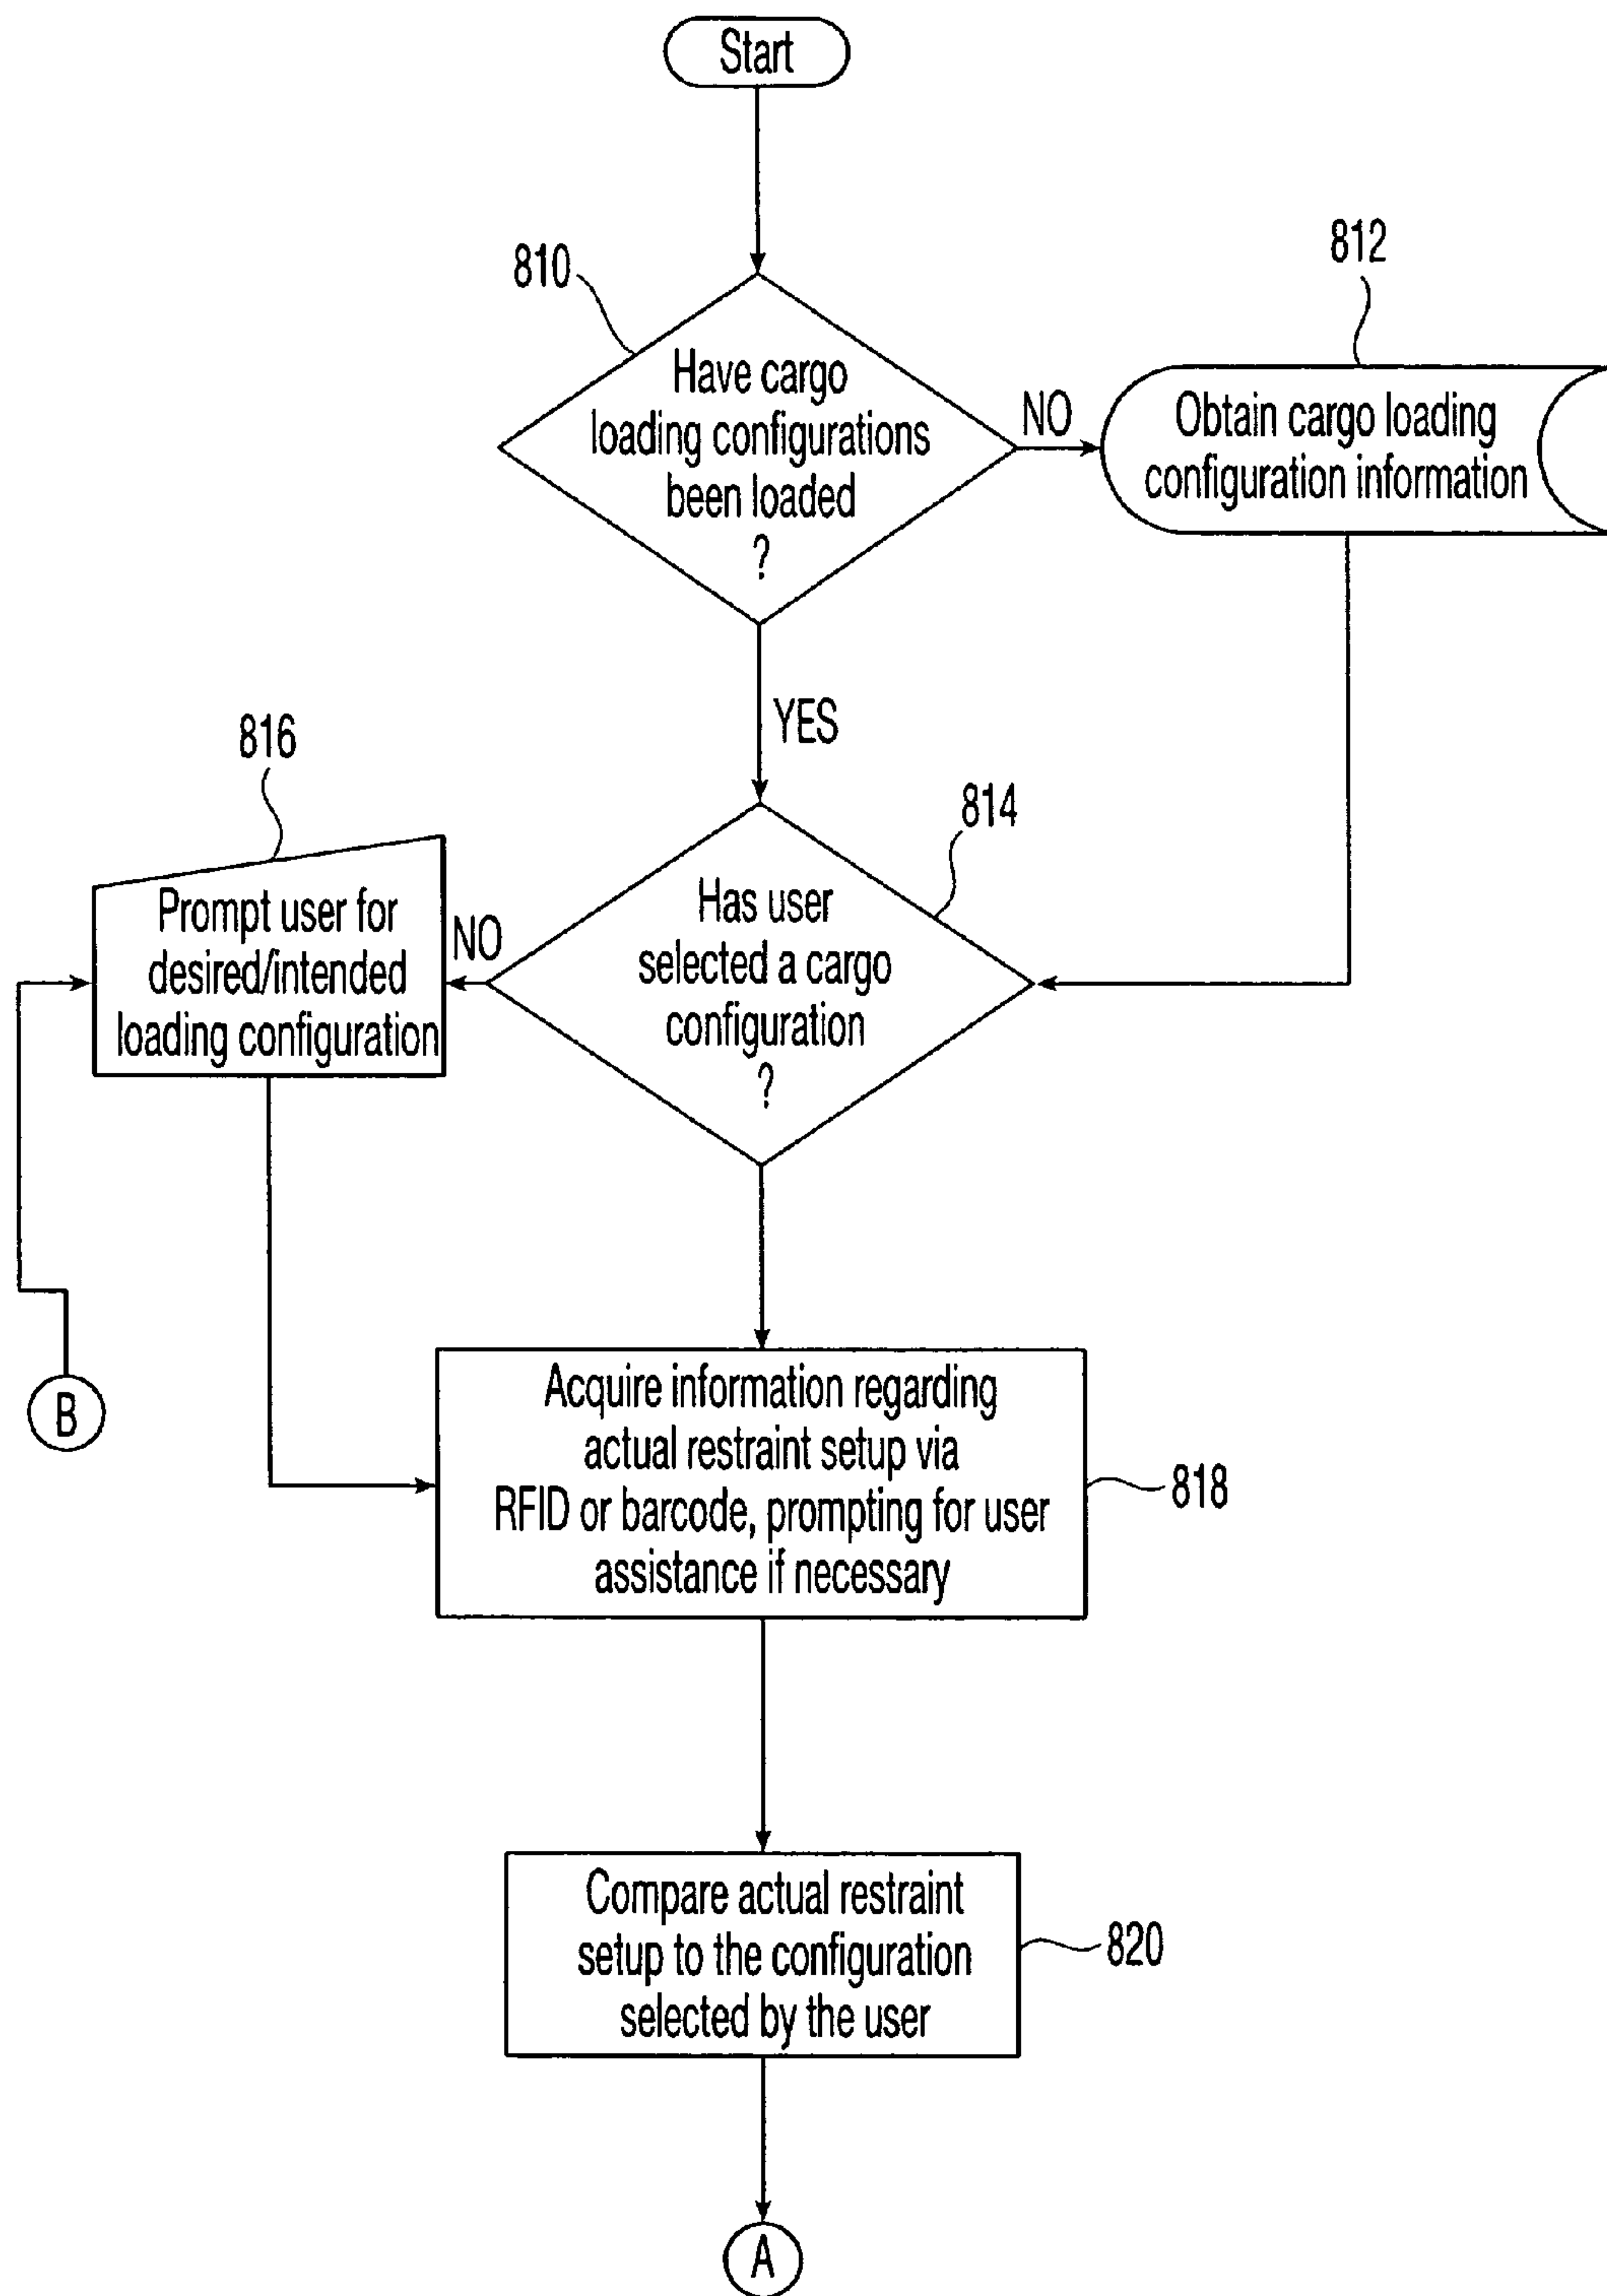 Start
810
Have cargo
loading configurations
been loaded
?
NO
812
Obtain cargo loading
configuration information
YES
816
Prompt user for
desired/intended
loading configuration
NO
814
Has user
selected a cargo
configuration
?
B
Acquire information regarding
actual restraint setup via
RFID or barcode, prompting for user
assistance if necessary
818
Compare actual restraint
setup to the configuration
selected by the user
820
A